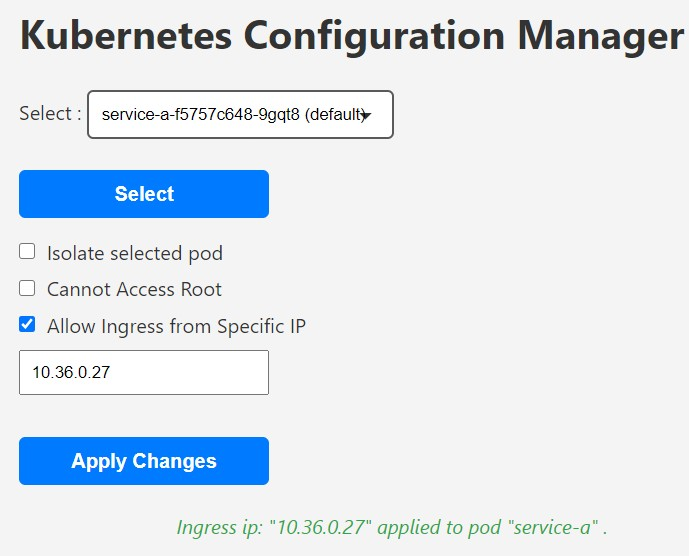 Kubernetes Configuration Manager
Select : service-a-f5757c648-9gqt8 (default)
Select
Isolate selected pod
Cannot Access Root
Allow Ingress from Specific IP
10.36.0.27
Apply Changes
Ingress ip: "10.36.0.27" applied to pod "service-a" .